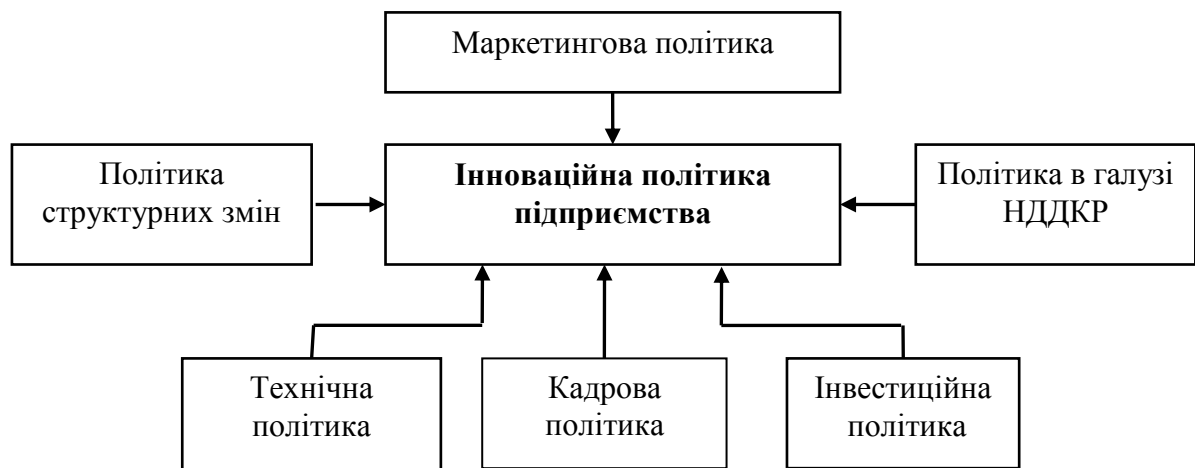 Маркетингова політика
Політика
структурних змін
Інноваційна політика
підприємства
Політика в галузі
НДДКР
Технічна
політика
Кадрова
політика
Інвестиційна
політика